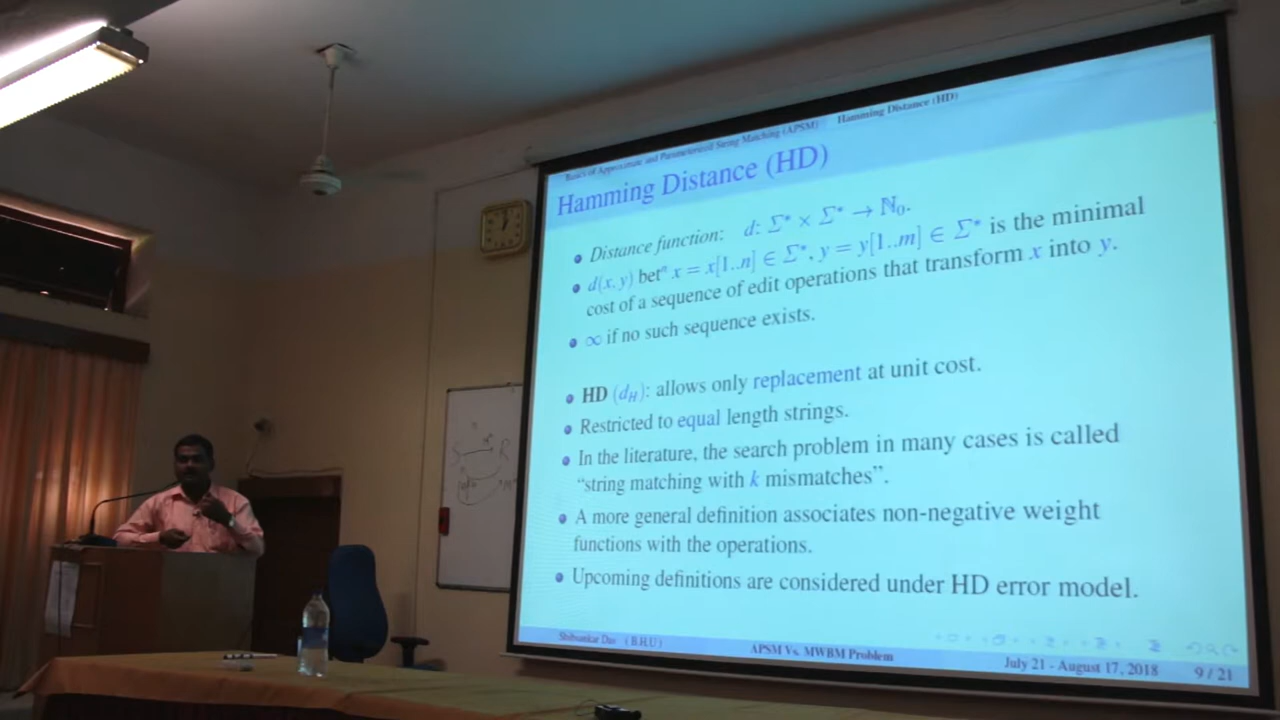 Basics of Approximate and Parameterized String Matching (APSM) Hamming Distance (HD)
Hamming Distance (HD)
Distance function: d: Σ* × Σ* → ℕ₀.
d(x, y) betⁿ x = x[1..n] ∈ Σ*, y = y[1..m] ∈ Σ* is the minimal
cost of a sequence of edit operations that transform x into y.
∞ if no such sequence exists.
HD (d_H): allows only replacement at unit cost.
Restricted to equal length strings.
In the literature, the search problem in many cases is called
“string matching with k mismatches”.
A more general definition associates non-negative weight
functions with the operations.
Upcoming definitions are considered under HD error model.
Shibsankar Das (BHU) APSM Vs. MWBM Problem July 21 - August 17, 2018 9 / 21
S R